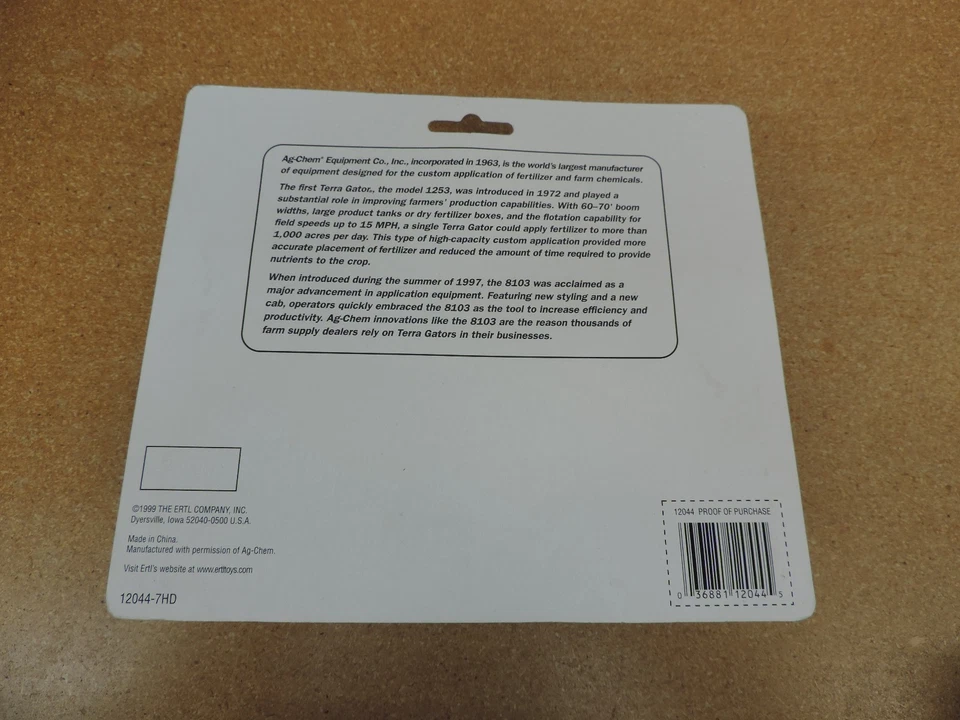 Ag-Chem® Equipment Co., Inc., incorporated in 1963, is the world's largest manufacturer
of equipment designed for the custom application of fertilizer and farm chemicals.
The first Terra Gator., the model 1253, was introduced in 1972 and played a
substantial role in improving farmers' production capabilities. With 60–70' boom
widths, large product tanks or dry fertilizer boxes, and the flotation capability for
field speeds up to 15 MPH, a single Terra Gator could apply fertilizer to more than
1,000 acres per day. This type of high-capacity custom application provided more
accurate placement of fertilizer and reduced the amount of time required to provide
nutrients to the crop.
When introduced during the summer of 1997, the 8103 was acclaimed as a
major advancement in application equipment. Featuring new styling and a new
cab, operators quickly embraced the 8103 as the tool to increase efficiency and
productivity. Ag-Chem innovations like the 8103 are the reason thousands of
farm supply dealers rely on Terra Gators in their businesses.
©1999 THE ERTL COMPANY, INC.
Dyersville, Iowa 52040-0500 U.S.A.
Made in China.
Manufactured with permission of Ag-Chem.
Visit Ertl's website at www.ertltoys.com
12044-7HD
12044 PROOF OF PURCHASE
0 36881 12044 5